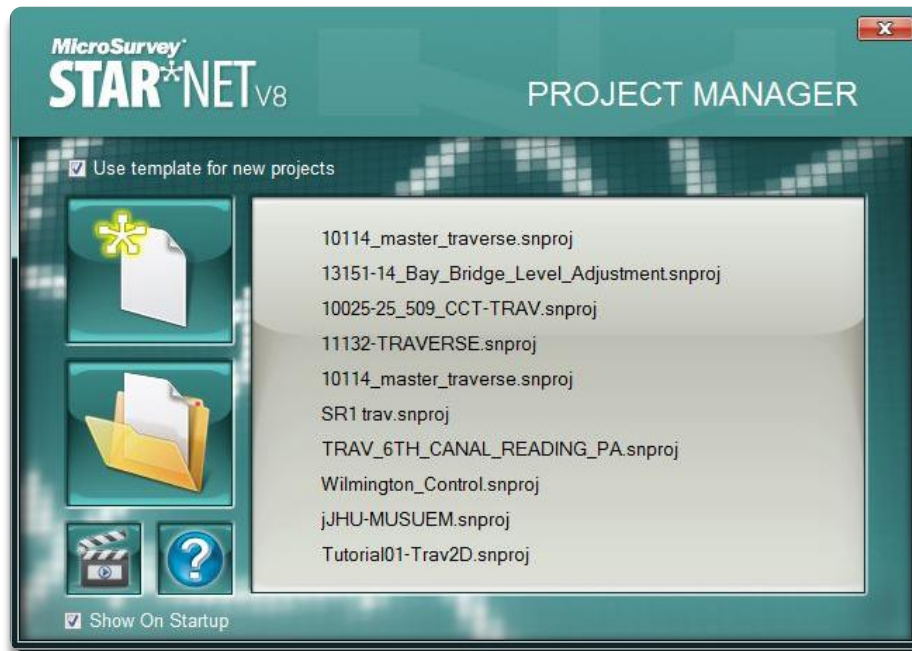 MicroSurvey
STAR*NET V8
PROJECT MANAGER
Use template for new projects
10114_master_traverse.snproj
13151-14_Bay_Bridge_Level_Adjustment.snproj
10025-25_509_CCT-TRAV.snproj
11132-TRAVERSE.snproj
10114_master_traverse.snproj
SR1 trav.snproj
TRAV_6TH_CANAL_READING_PA.snproj
Wilmington_Control.snproj
jJHU-MUSUEM.snproj
Tutorial01-Trav2D.snproj
Show On Startup